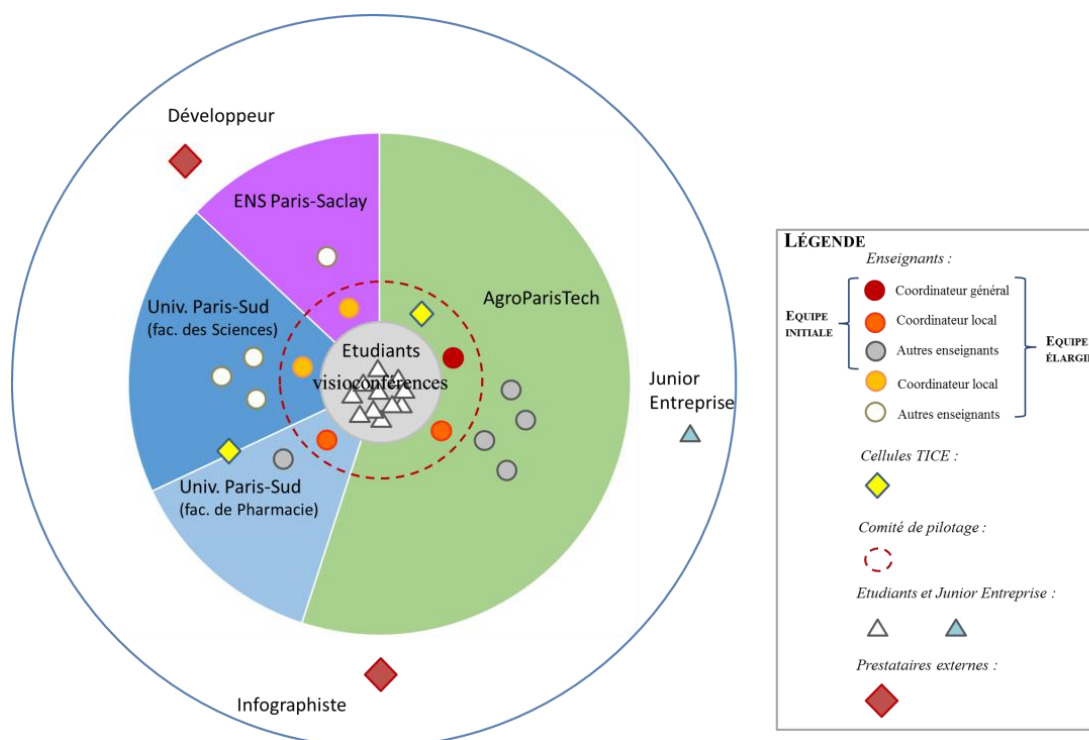 Développeur
ENS Paris-Saclay
AgroParisTech
Univ. Paris-Sud
(fac. des Sciences)
Etudiants
visioconférences
Junior
Entreprise
Univ. Paris-Sud
(fac. de Pharmacie)
Infographiste
LÉGENDE
Enseignants :
EQUIPE
INITIALE
Coordinateur général
Coordinateur local
Autres enseignants
Coordinateur local
Autres enseignants
EQUIPE
ÉLARGIE
Cellules TICE :
Comité de pilotage :
Etudiants et Junior Entreprise :
Prestataires externes :